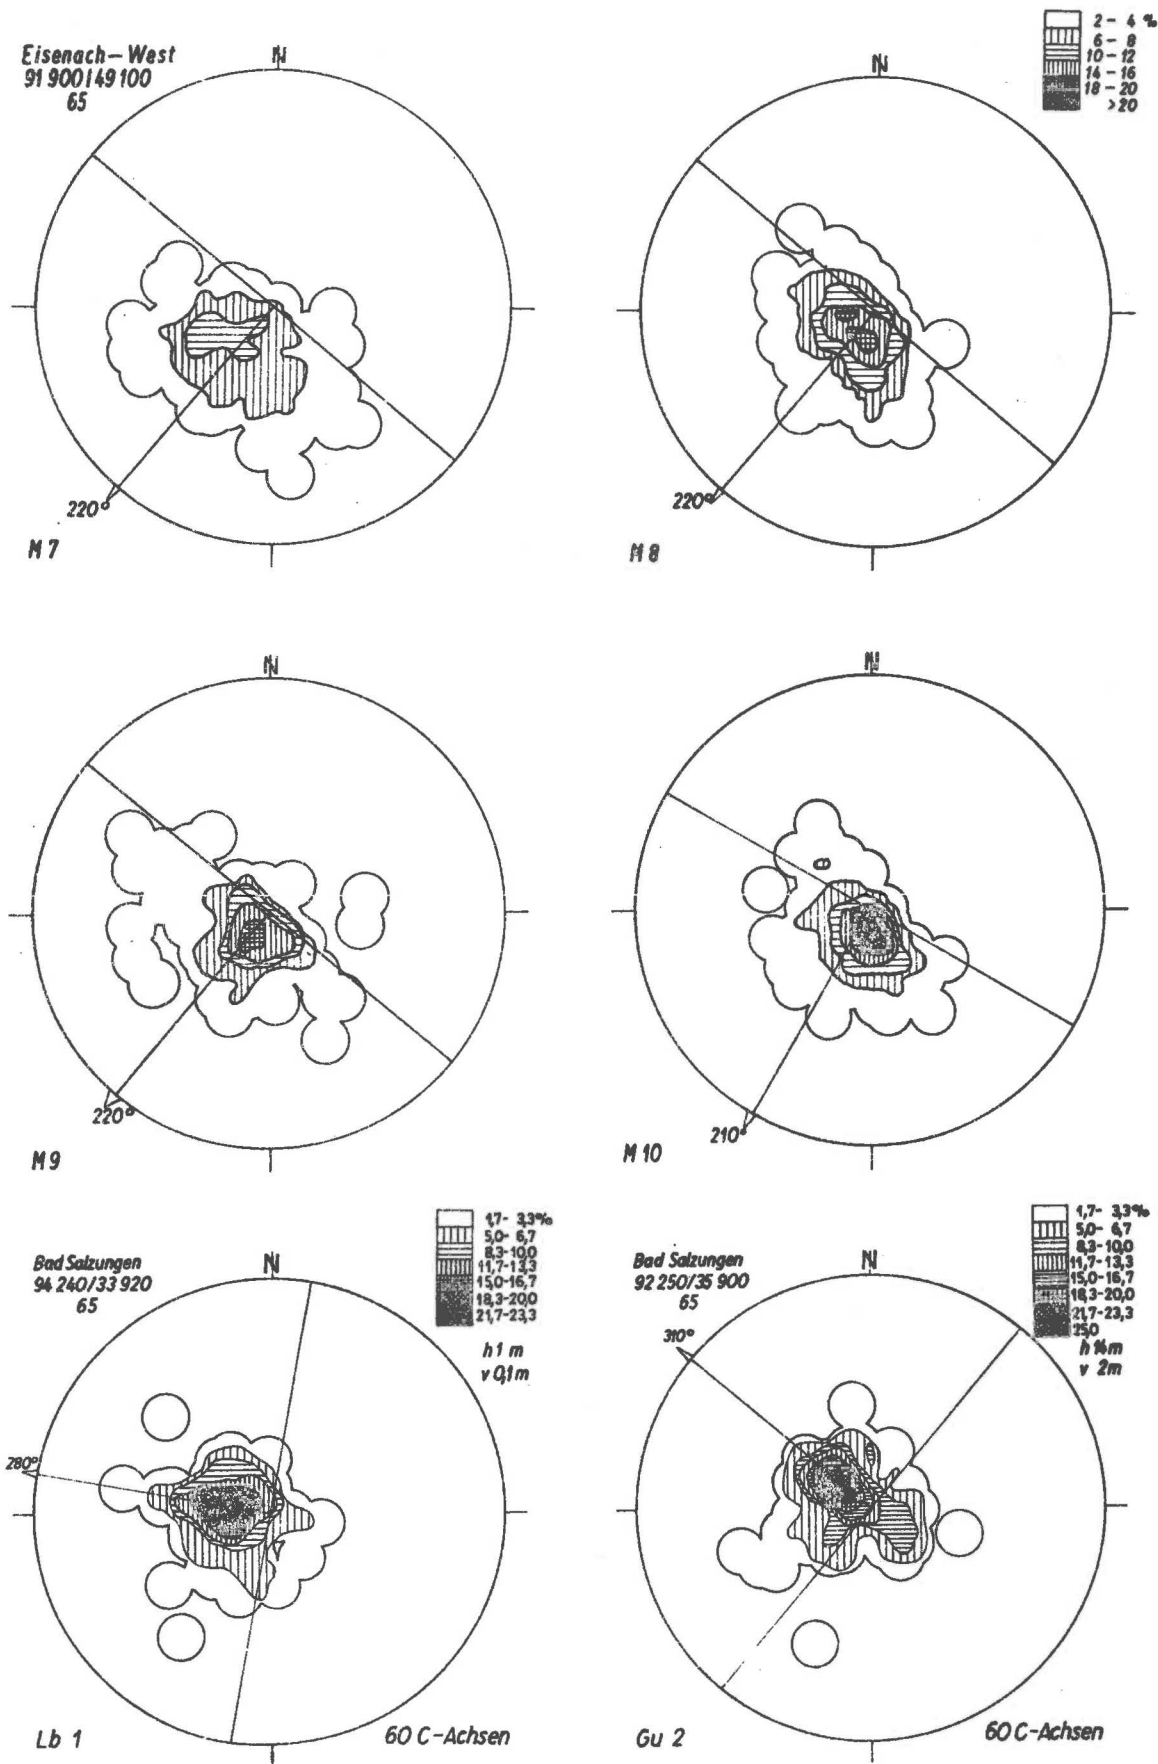 Eisenach-West
91 900/49 100
65
N
220°
M 7
2 - 4 %
6 - 8
10 - 12
14 - 16
18 - 20
>20
N
220°
M 8
N
220°
M 9
N
210°
M 10
Bad Salzungen
94 240/33 920
65
N
1,7- 3,3%
5,0- 6,7
8,3-10,0
11,7-13,3
15,0-16,7
18,3-20,0
21,7-23,3
h 1 m
v 0,1 m
280°
Lb 1
60 C-Achsen
Bad Salzungen
92 250/35 900
65
N
1,7- 3,3%
5,0- 6,7
8,3-10,0
11,7-13,3
15,0-16,7
18,3-20,0
21,7-23,3
25,0
h 14 m
v 2m
310°
Gu 2
60 C-Achsen